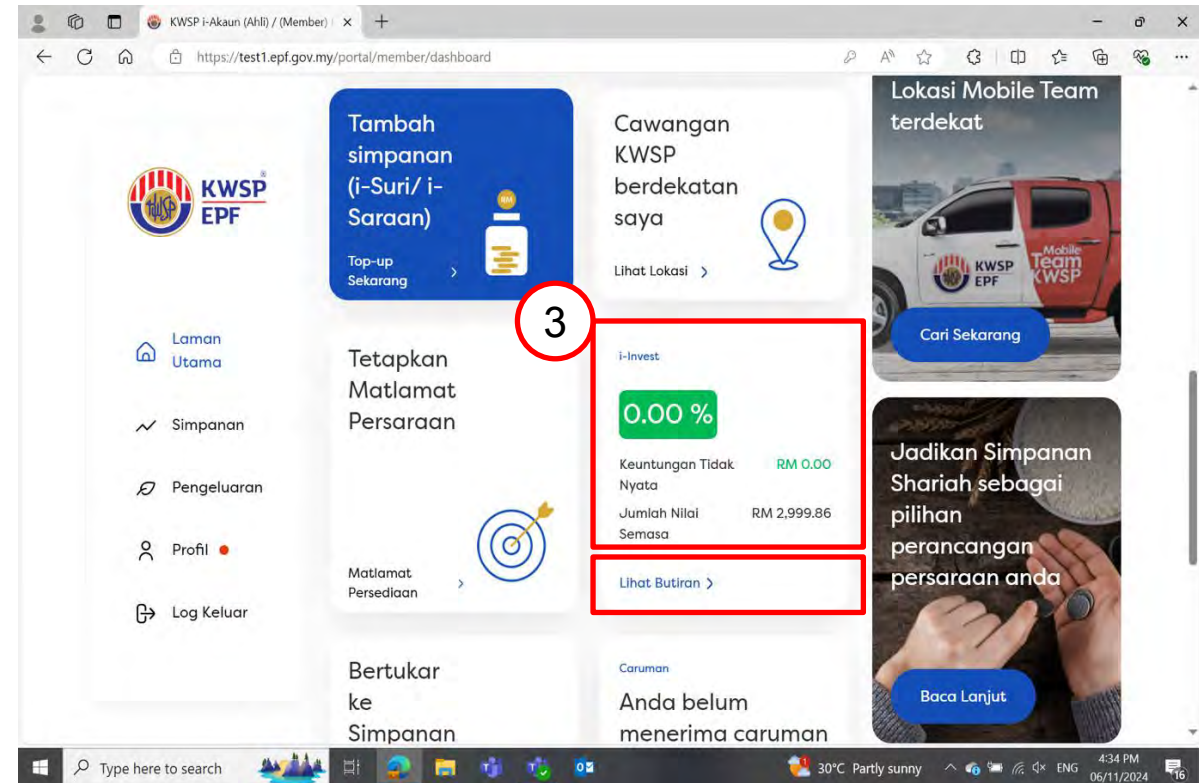 KWSP i-Akaun (Ahli) / (Member)
https://test1.epf.gov.my/portal/member/dashboard
KWSP
EPF
Laman
Utama
Simpanan
Pengeluaran
Profil
Log Keluar
Tambah
simpanan
(i-Suri/ i-
Saraan)
RM
Top-up
Sekarang
Cawangan
KWSP
berdekatan
saya
Lihat Lokasi
3
Tetapkan
Matlamat
Persaraan
Matlamat
Persediaan
i-Invest
0.00 %
Keuntungan Tidak
Nyata
RM 0.00
Jumlah Nilai
Semasa
RM 2,999.86
Lihat Butiran
Bertukar
ke
Simpanan
Caruman
Anda belum
menerima caruman
Lokasi Mobile Team
terdekat
KWSP
EPF
Mobile
Team
KWSP
Cari Sekarang
Jadikan Simpanan
Shariah sebagai
pilihan
perancangan
persaraan anda
Baca Lanjut
Type here to search
30°C Partly sunny
ENG
4:34 PM
06/11/2024
16